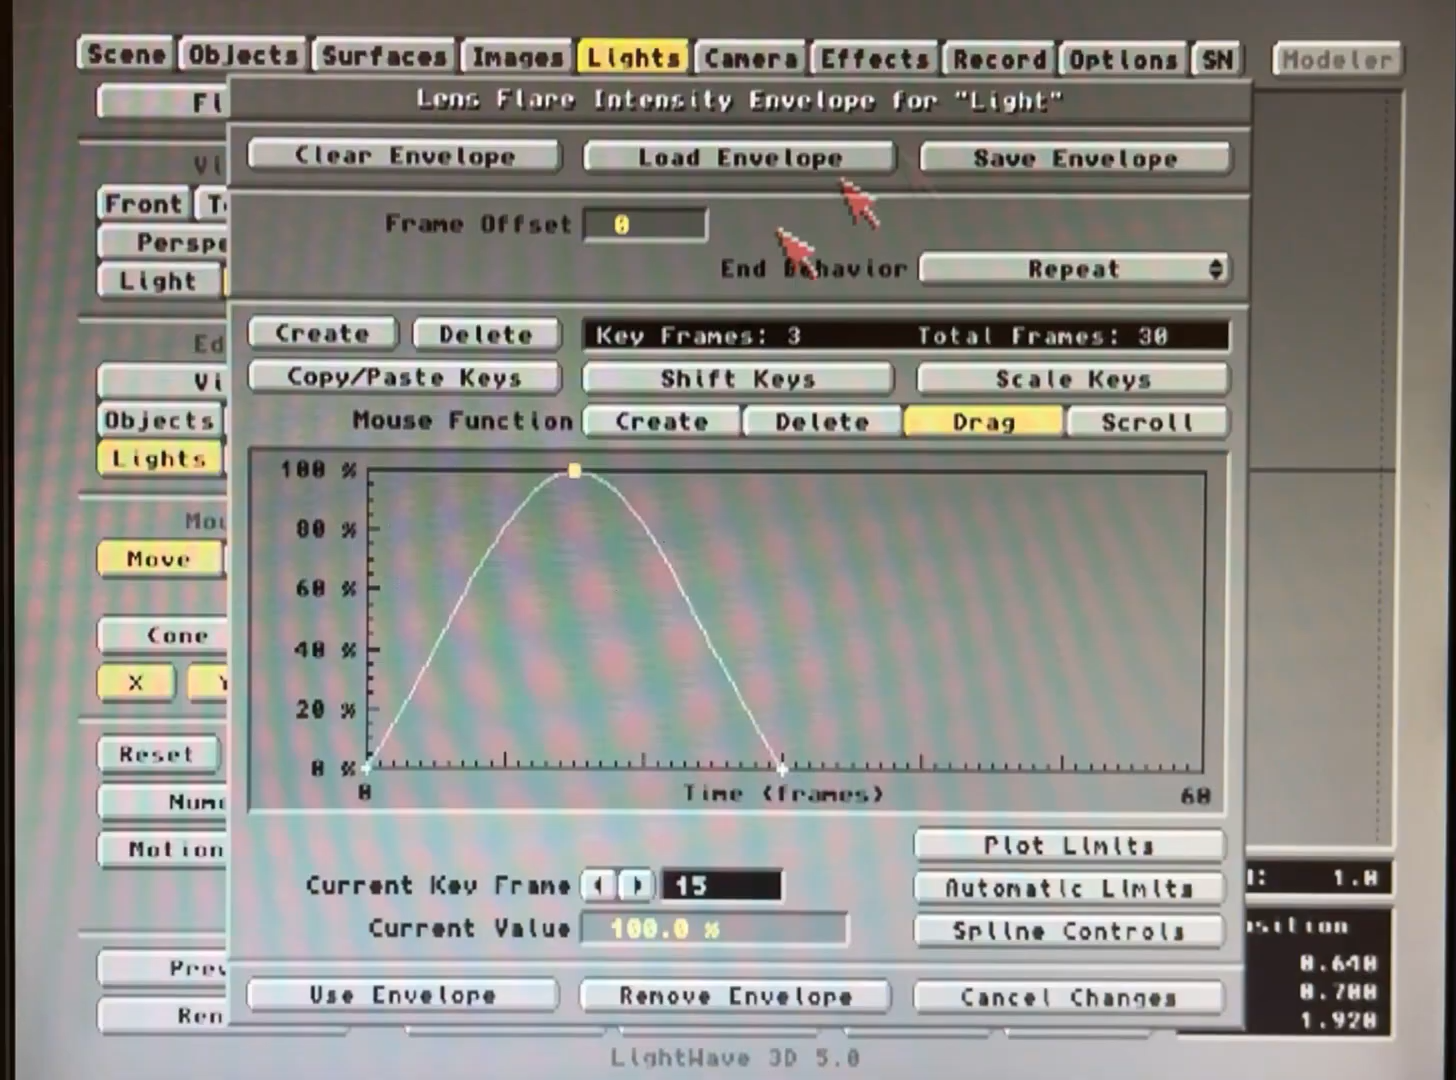 Scene Objects Surfaces Images Lights Camera Effects Record Options SN Modeler
Lens Flare Intensity Envelope for "Light"
Clear Envelope Load Envelope Save Envelope
Front
Frame Offset 0
Light
End Behavior Repeat
Create Delete Key Frames: 3 Total Frames: 30
Copy/Paste Keys Shift Keys Scale Keys
Objects
Mouse Function Create Delete Drag Scroll
Lights
100 %
80 %
Move
60 %
Cone
40 %
X Y
20 %
Reset
0 %
0 Time (frames) 60
Motion
Plot Limits
Current Key Frame 15
Automatic Limits
1.0
Current Value 100.0 %
Spline Controls
0.640
0.700
1.920
Use Envelope Remove Envelope Cancel Changes
LightWave 3D 5.0